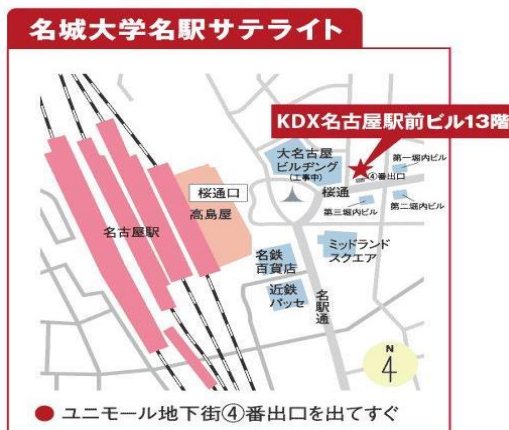 名城大学名駅サテライト
KDX名古屋駅前ビル13階
大名古屋
ビルヂング
(工事中)
④番出口
第一堀内ビル
桜通口
桜通
高島屋
名古屋駅
第三堀内ビル
第二堀内ビル
名鉄
百貨店
ミッドランド
スクエア
近鉄
パッセ
名駅通
N
4
● ユニモール地下街④番出口を出てすぐ